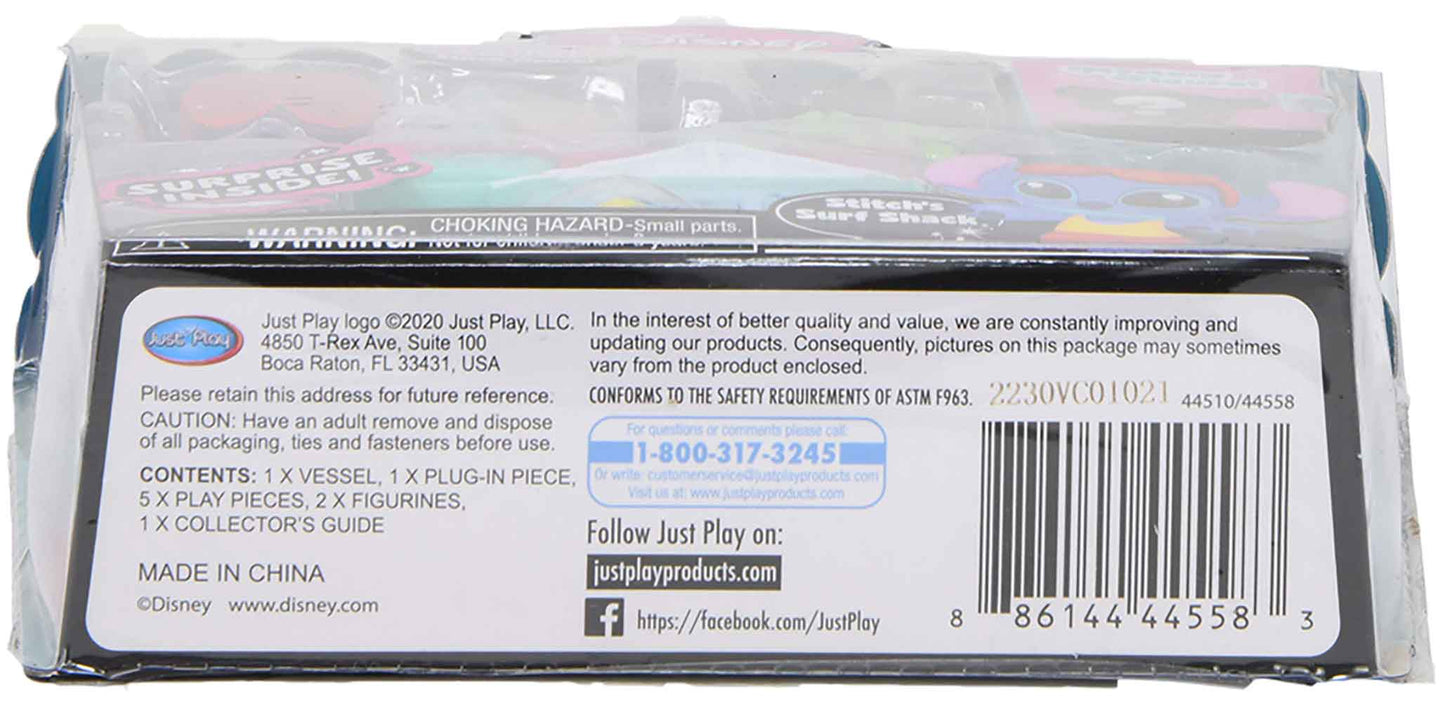 Disney
SURPRISE
INSIDE!
Stitch's
Surf Shack
WARNING: CHOKING HAZARD-Small parts.
Not for children under 3 years.
Just Play
Just Play logo ©2020 Just Play, LLC.
4850 T-Rex Ave, Suite 100
Boca Raton, FL 33431, USA
Please retain this address for future reference.
CAUTION: Have an adult remove and dispose
of all packaging, ties and fasteners before use.
CONTENTS: 1 X VESSEL, 1 X PLUG-IN PIECE,
5 X PLAY PIECES, 2 X FIGURINES,
1 X COLLECTOR'S GUIDE
MADE IN CHINA
©Disney www.disney.com
In the interest of better quality and value, we are constantly improving and
updating our products. Consequently, pictures on this package may sometimes
vary from the product enclosed.
CONFORMS TO THE SAFETY REQUIREMENTS OF ASTM F963. 2230VC01021 44510/44558
For questions or comments please call:
1-800-317-3245
Or write: customerservice@justplayproducts.com
Visit us at: www.justplayproducts.com
Follow Just Play on:
justplayproducts.com
f https://facebook.com/JustPlay
8 86144 44558 3